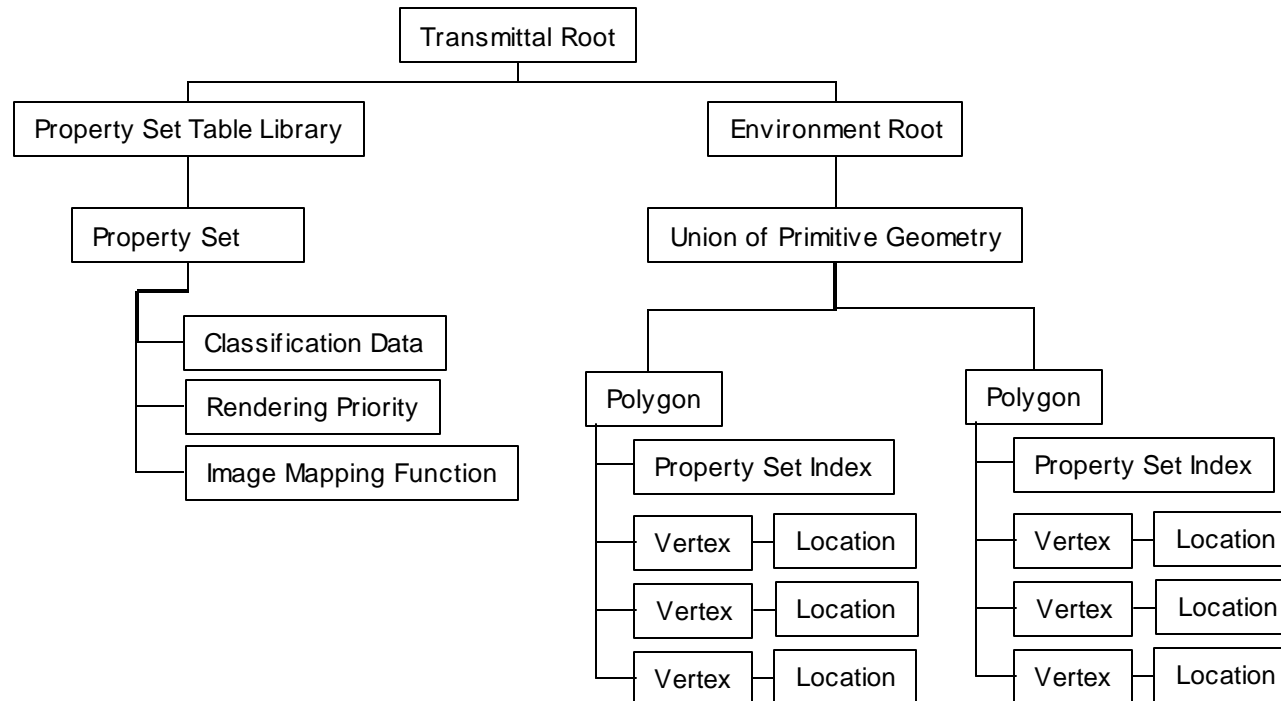 Transmittal Root
Property Set Table Library
Environment Root
Property Set
Union of Primitive Geometry
Classification Data
Rendering Priority
Image Mapping Function
Polygon
Property Set Index
Vertex
Location
Vertex
Location
Vertex
Location
Polygon
Property Set Index
Vertex
Location
Vertex
Location
Vertex
Location